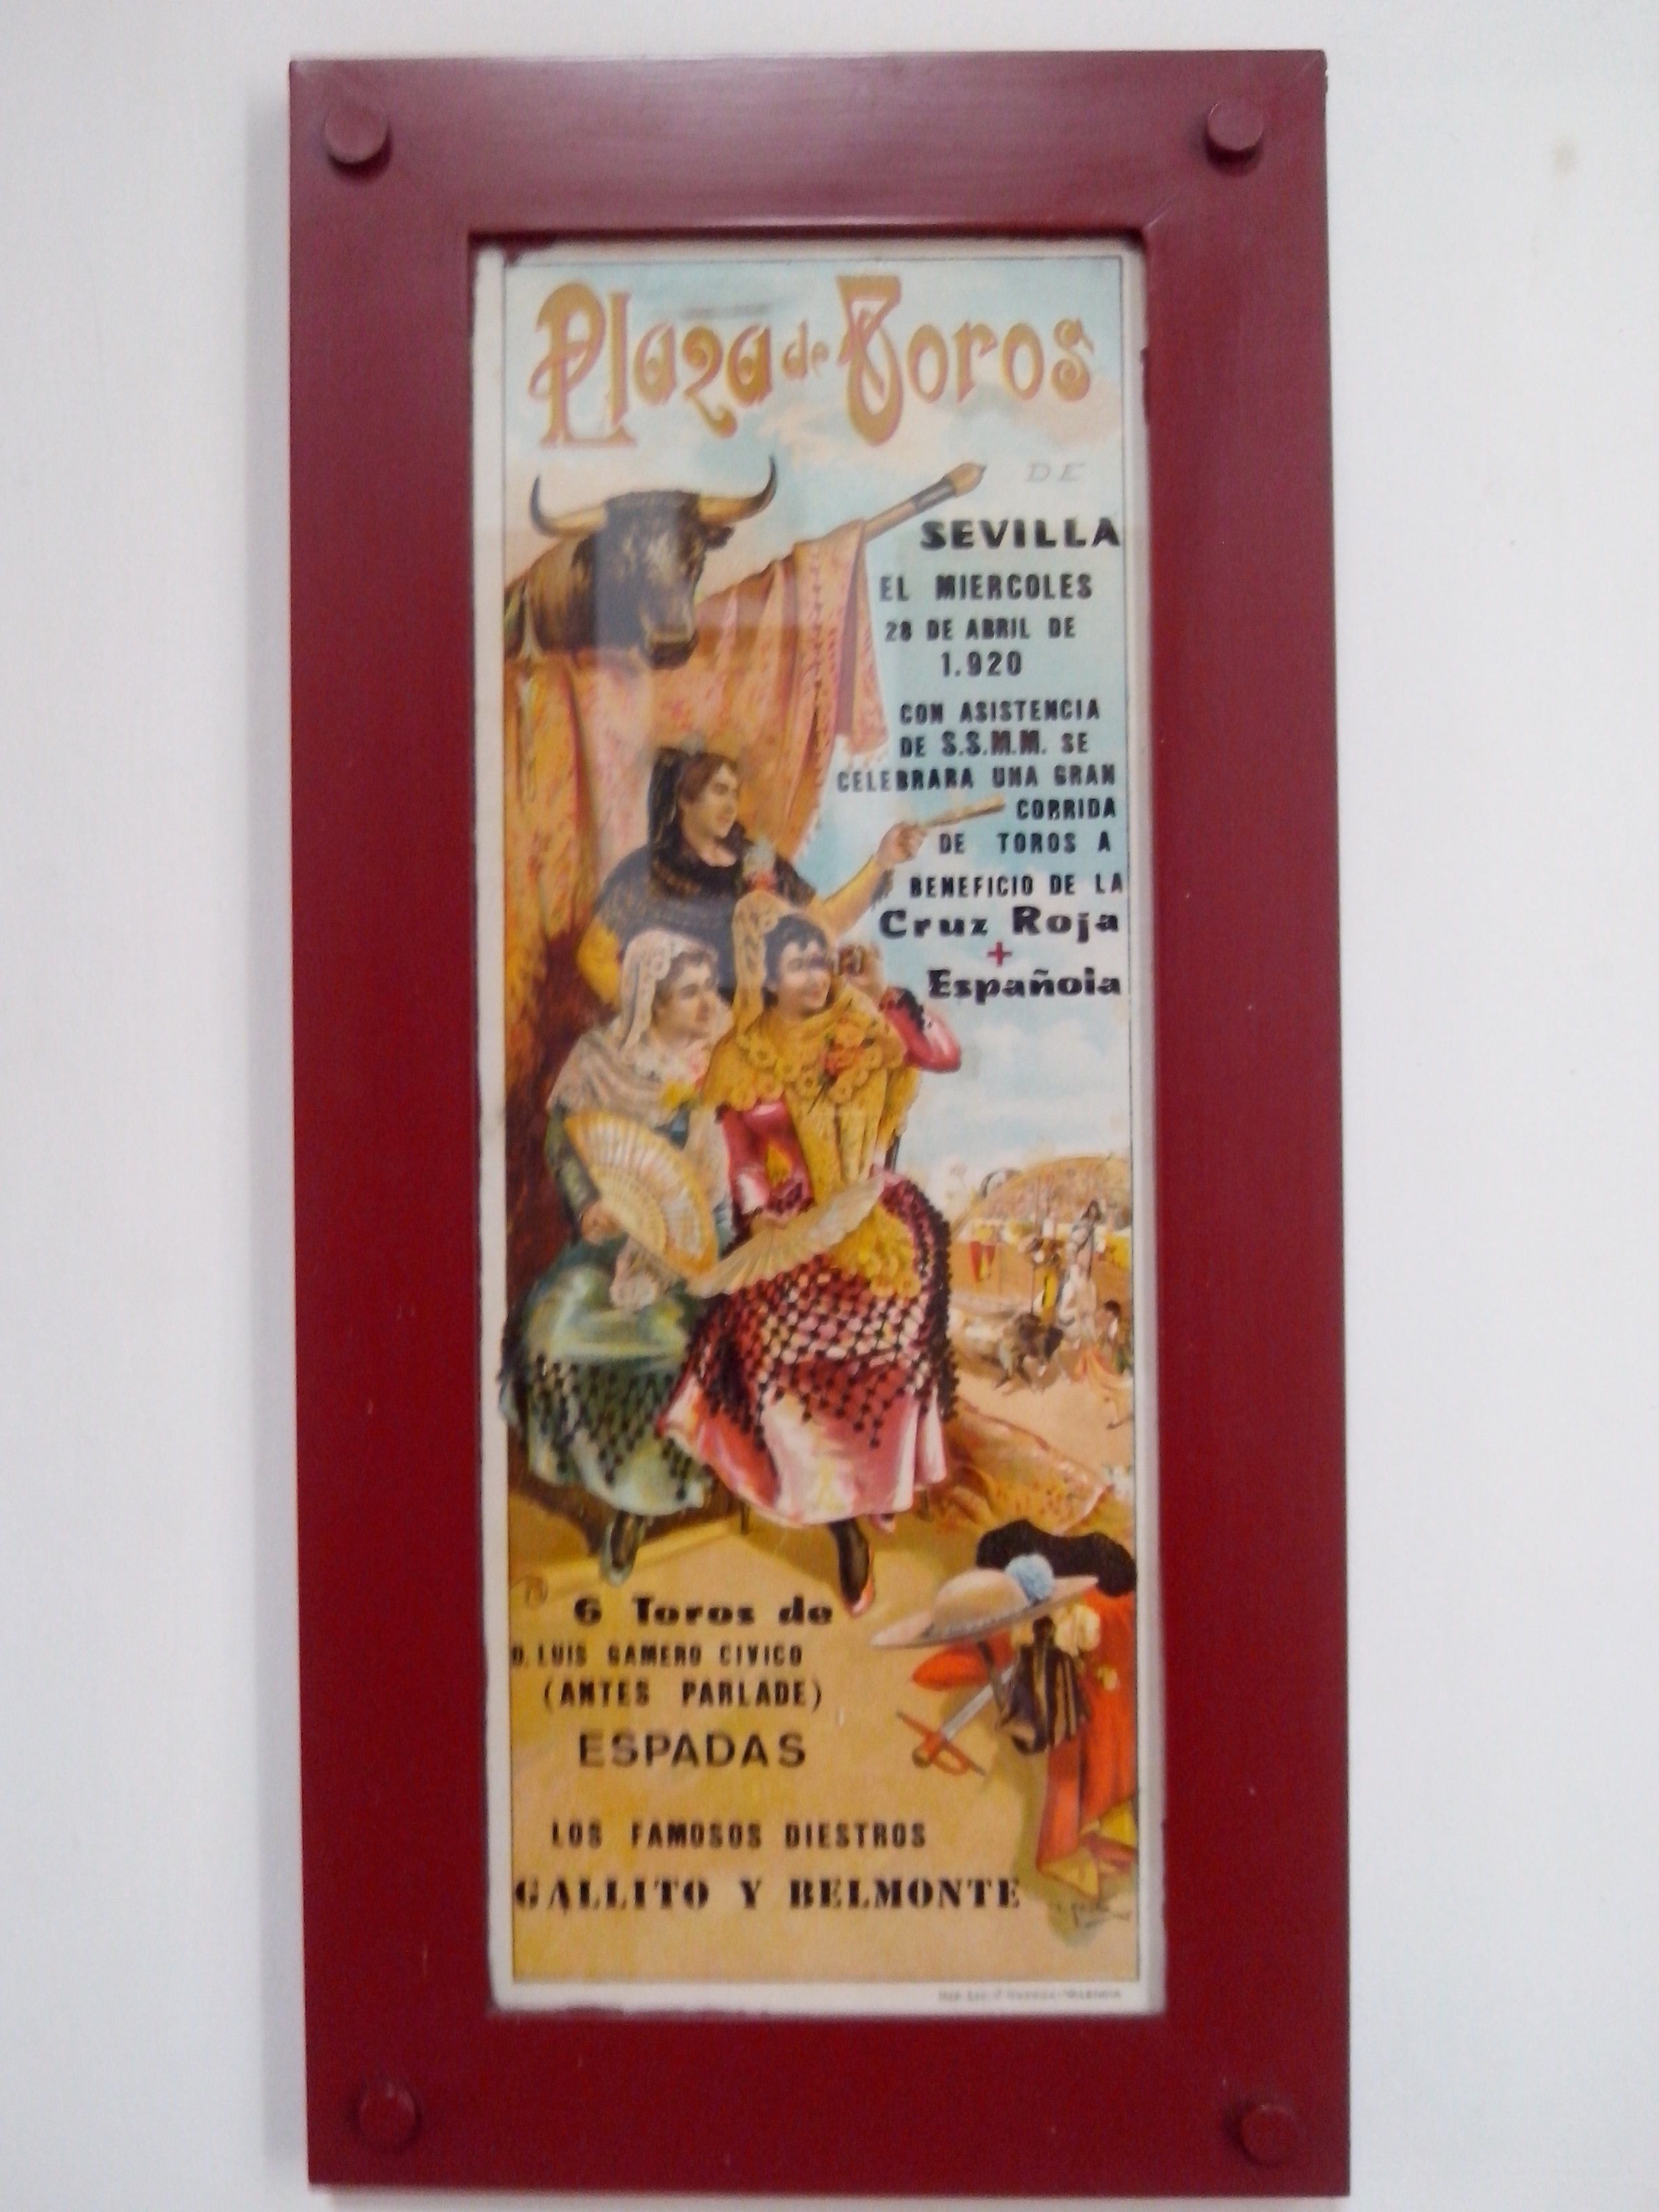 Plaza de Toros
DE
SEVILLA
EL MIERCOLES
28 DE ABRIL DE
1.920
CON ASISTENCIA
DE S.S.M.M. SE
CELEBRARA UNA GRAN
CORRIDA
DE TOROS A
BENEFICIO DE LA
Cruz Roja
+
Española
6 Toros de
D. LUIS GAMERO CIVICO
(ANTES PARLADE)
ESPADAS
LOS FAMOSOS DIESTROS
GALLITO Y BELMONTE